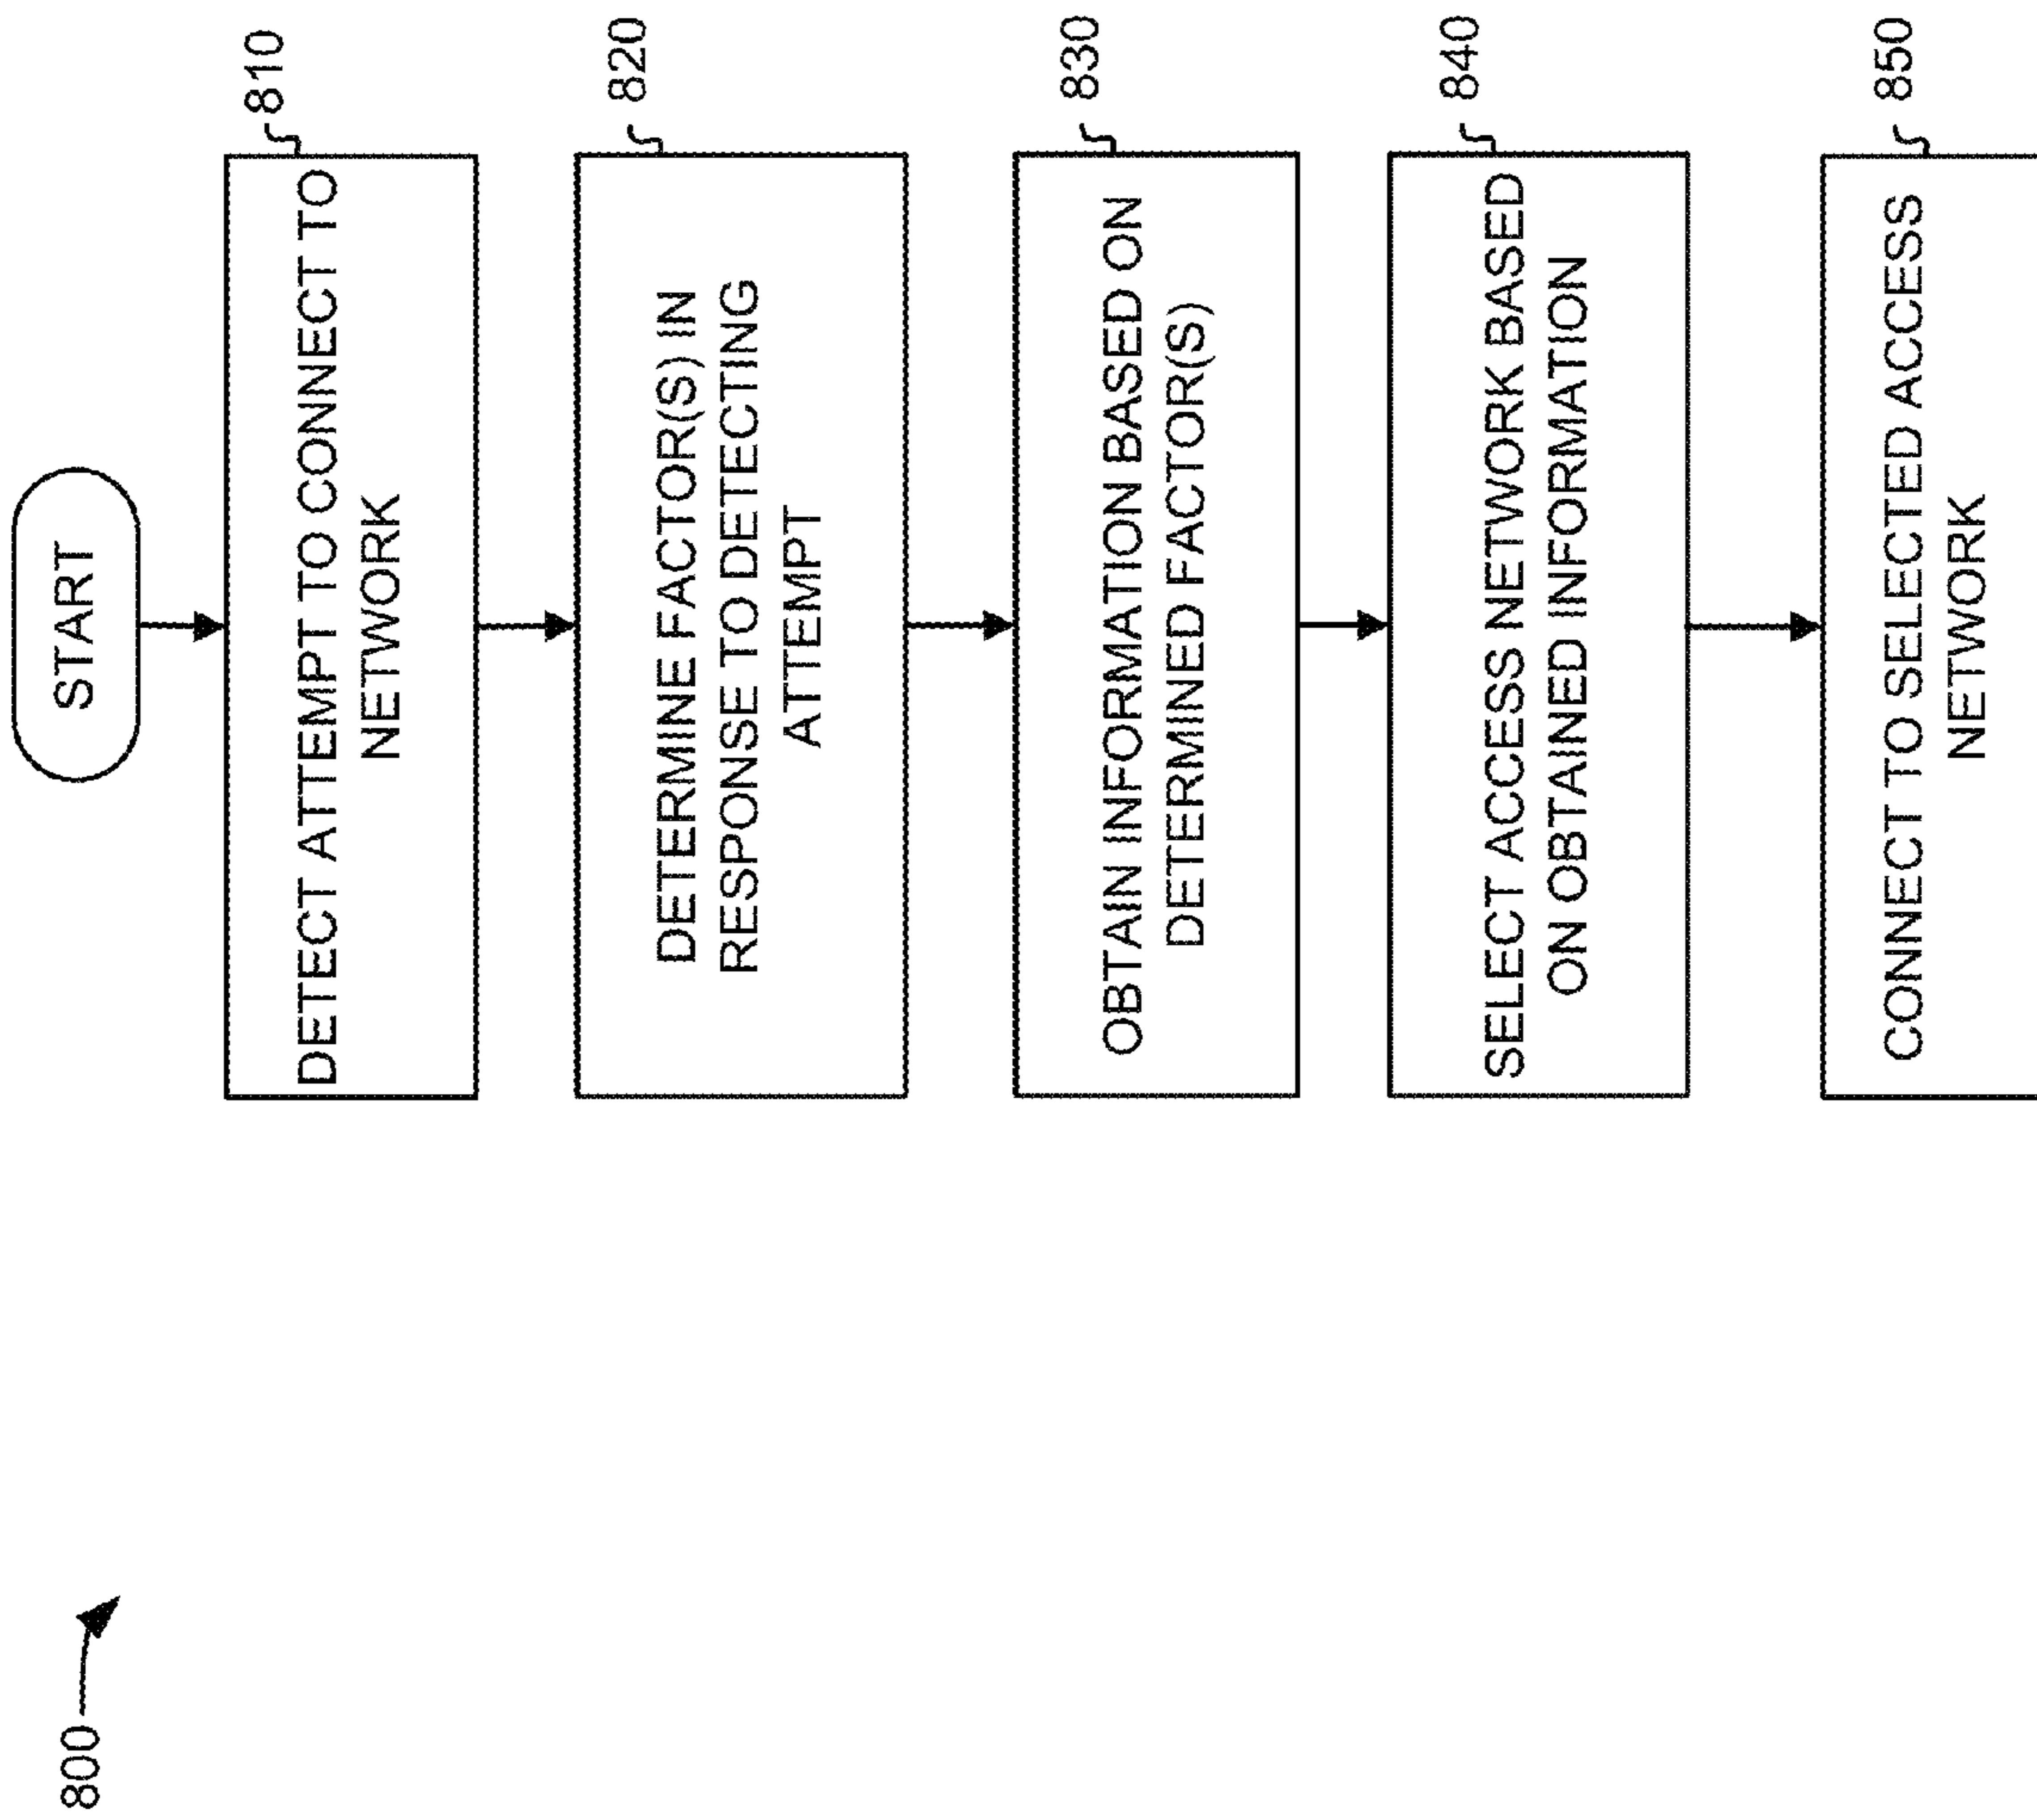 800
START
DETECT ATTEMPT TO CONNECT TO
NETWORK
810
DETERMINE FACTOR(S) IN
RESPONSE TO DETECTING
ATTEMPT
820
OBTAIN INFORMATION BASED ON
DETERMINED FACTOR(S)
830
SELECT ACCESS NETWORK BASED
ON OBTAINED INFORMATION
840
CONNECT TO SELECTED ACCESS
NETWORK
850